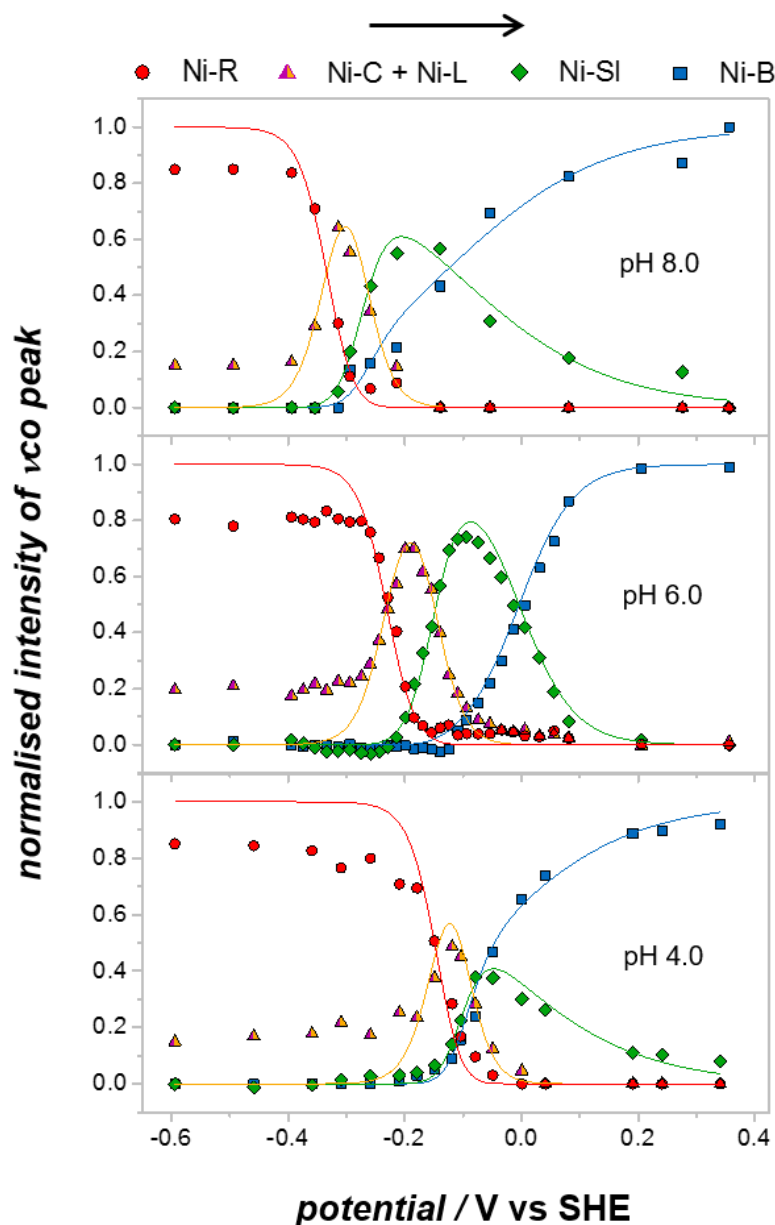 Ni-R Ni-C + Ni-L Ni-SI Ni-B
normalised intensity of νco peak
1.0
0.8
0.6
0.4
0.2
0.0
pH 8.0
1.0
0.8
0.6
0.4
0.2
0.0
pH 6.0
1.0
0.8
0.6
0.4
0.2
0.0
pH 4.0
-0.6 -0.4 -0.2 0.0 0.2 0.4
potential / V vs SHE